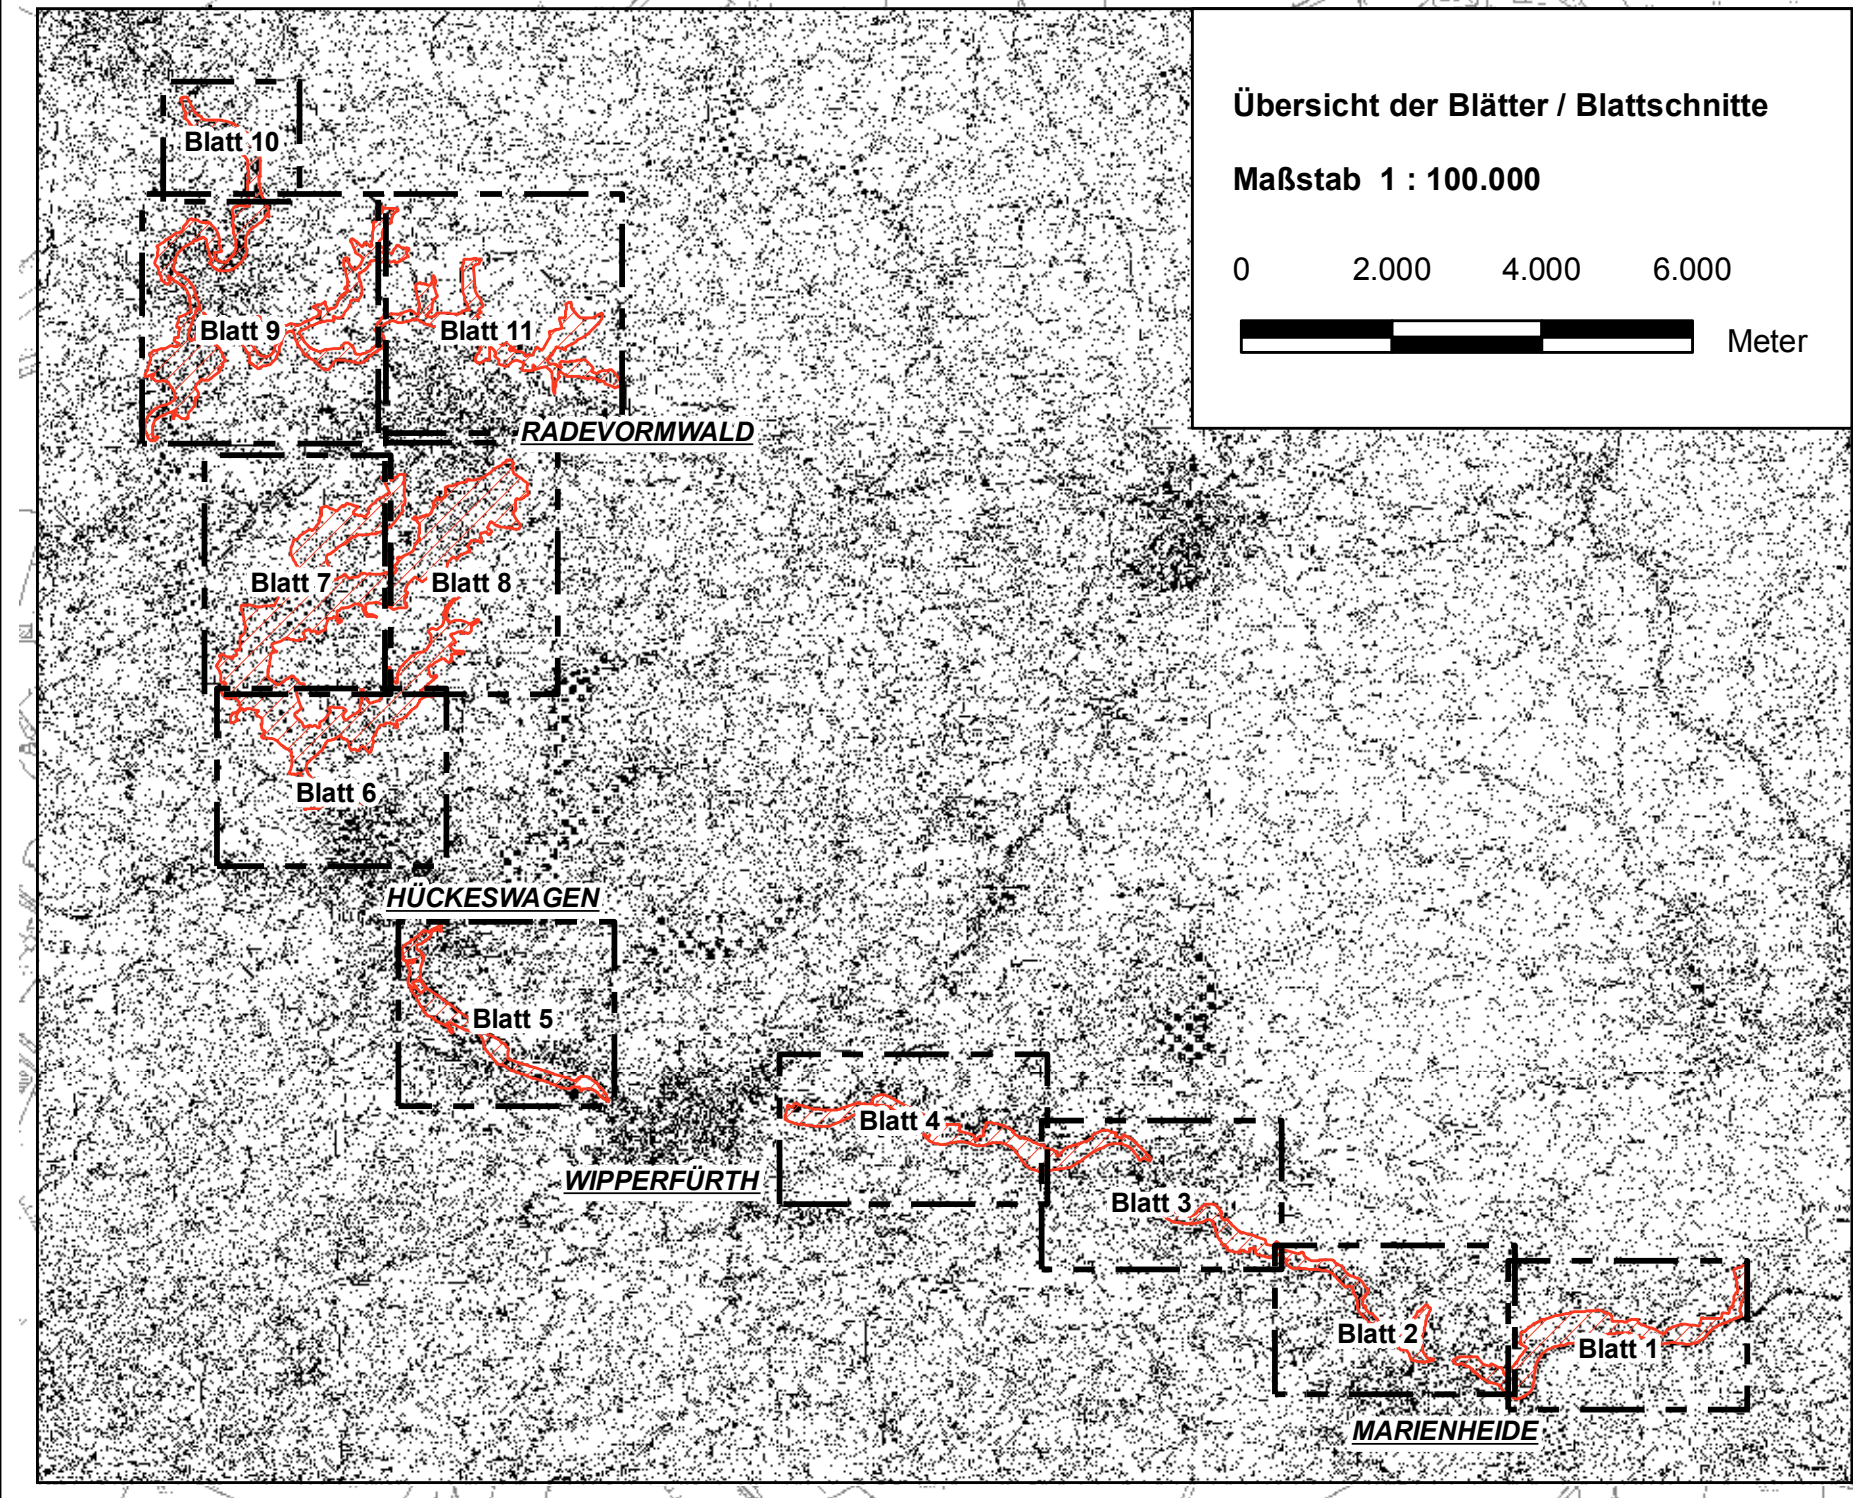 Übersicht der Blätter / Blattschnitte
Maßstab 1 : 100.000
0 2.000 4.000 6.000
Meter
Blatt 10
Blatt 9
Blatt 11
RADEVORMWALD
Blatt 7
Blatt 8
Blatt 6
HÜCKESWAGEN
Blatt 5
Blatt 4
WIPPERFÜRTH
Blatt 3
Blatt 2
Blatt 1
MARIENHEIDE